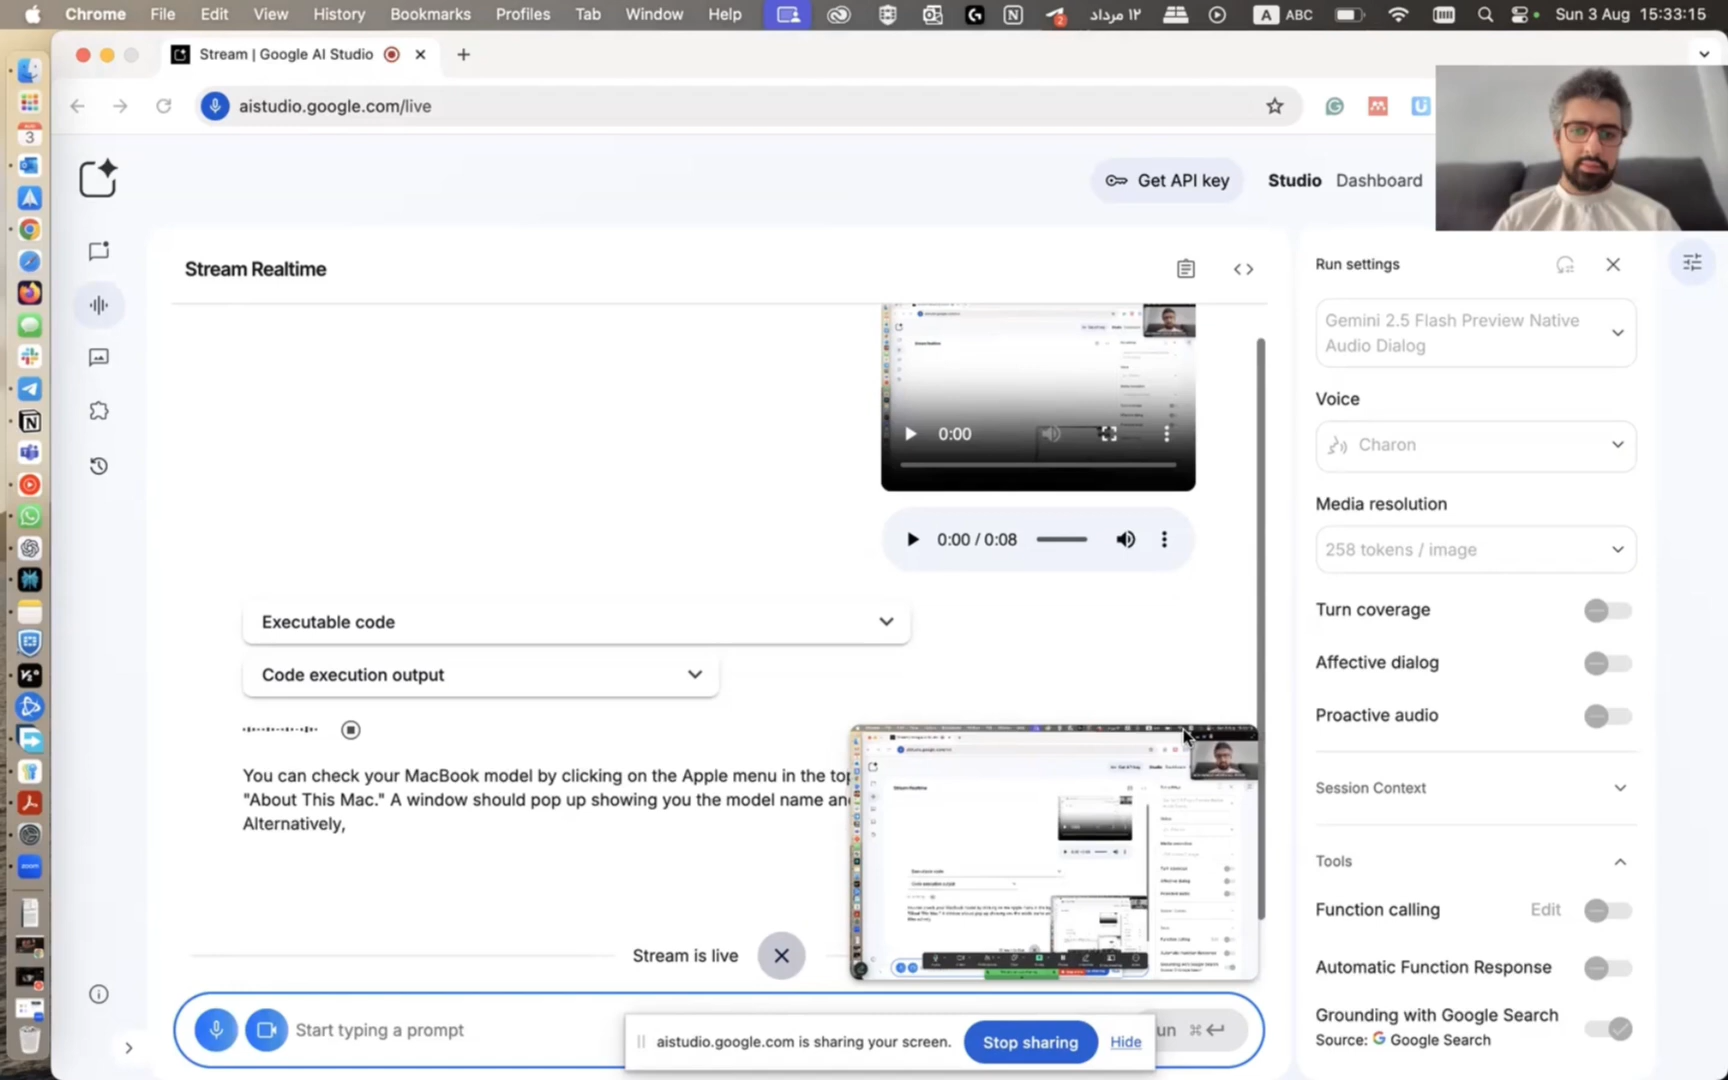 Chrome File Edit View History Bookmarks Profiles Tab Window Help
2
۱۲ مرداد
A ABC
Sun 3 Aug 15:33:15
Stream | Google AI Studio
aistudio.google.com/live
3
Get API key
Studio
Dashboard
Stream Realtime
Run settings
Gemini 2.5 Flash Preview Native
Audio Dialog
0:00
Voice
Charon
Media resolution
0:00 / 0:08
258 tokens / image
Executable code
Turn coverage
Code execution output
Affective dialog
Proactive audio
You can check your MacBook model by clicking on the Apple menu in the top
"About This Mac." A window should pop up showing you the model name and
Alternatively,
Session Context
Tools
Function calling
Edit
Stream is live
Automatic Function Response
Start typing a prompt
aistudio.google.com is sharing your screen.
Stop sharing
Hide
un ⌘
Grounding with Google Search
Source: G Google Search
zoom